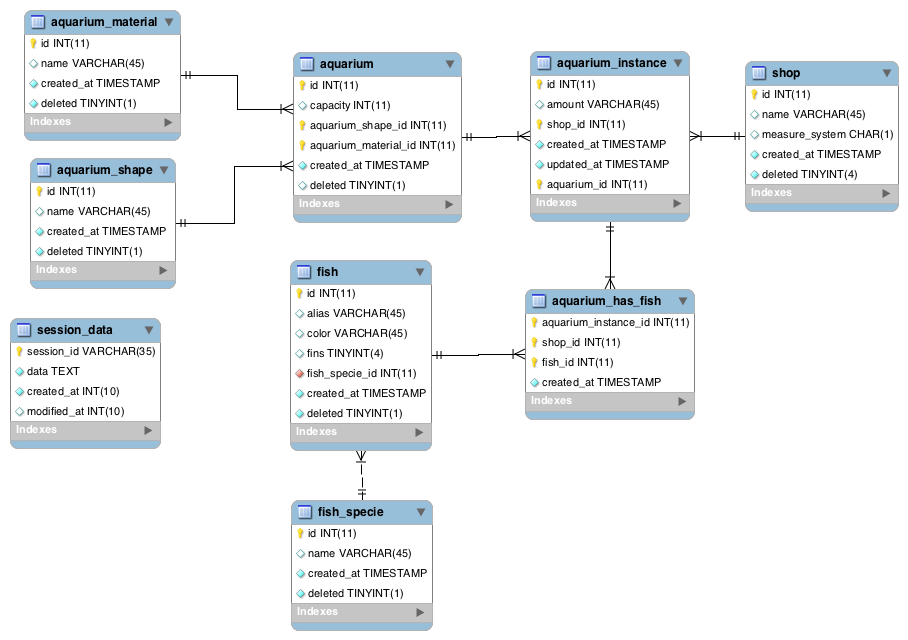 aquarium_material
id INT(11)
name VARCHAR(45)
created_at TIMESTAMP
deleted TINYINT(1)
Indexes
aquarium_shape
id INT(11)
name VARCHAR(45)
created_at TIMESTAMP
deleted TINYINT(1)
Indexes
session_data
session_id VARCHAR(35)
data TEXT
created_at INT(10)
modified_at INT(10)
Indexes
aquarium
id INT(11)
capacity INT(11)
aquarium_shape_id INT(11)
aquarium_material_id INT(11)
created_at TIMESTAMP
deleted TINYINT(1)
Indexes
fish
id INT(11)
alias VARCHAR(45)
color VARCHAR(45)
fins TINYINT(4)
fish_specie_id INT(11)
created_at TIMESTAMP
deleted TINYINT(1)
Indexes
fish_specie
id INT(11)
name VARCHAR(45)
created_at TIMESTAMP
deleted TINYINT(1)
Indexes
aquarium_instance
id INT(11)
amount VARCHAR(45)
shop_id INT(11)
created_at TIMESTAMP
updated_at TIMESTAMP
aquarium_id INT(11)
Indexes
aquarium_has_fish
aquarium_instance_id INT(11)
shop_id INT(11)
fish_id INT(11)
created_at TIMESTAMP
Indexes
shop
id INT(11)
name VARCHAR(45)
measure_system CHAR(1)
created_at TIMESTAMP
deleted TINYINT(4)
Indexes